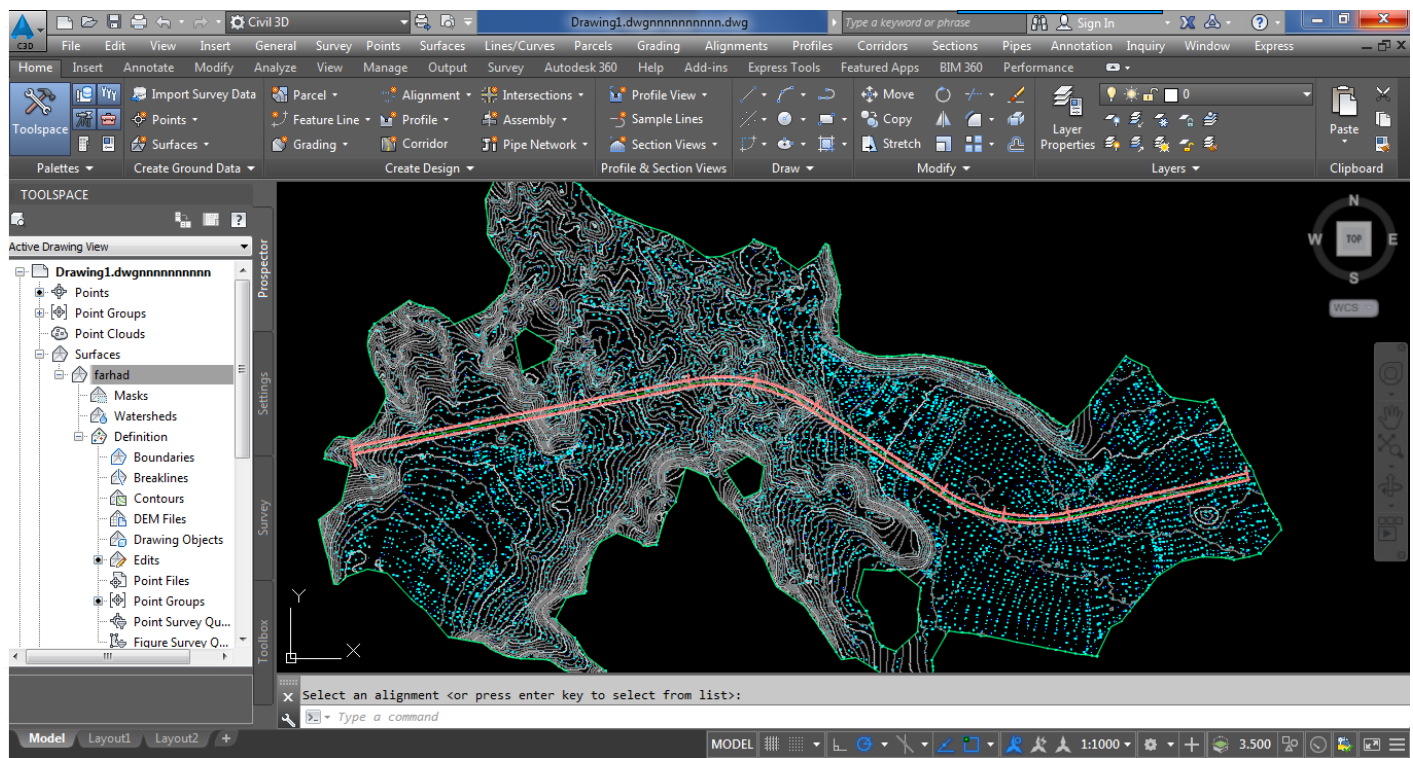 Civil 3D
Drawing1.dwgnnnnnnnnnn.dwg
Type a keyword or phrase
Sign In
C3D
File Edit View Insert General Survey Points Surfaces Lines/Curves Parcels Grading Alignments Profiles Corridors Sections Pipes Annotation Inquiry Window Express
Home Insert Annotate Modify Analyze View Manage Output Survey Autodesk 360 Help Add-ins Express Tools Featured Apps BIM 360 Performance
Import Survey Data Parcel Alignment Intersections Profile View Move 0
Toolspace Points Feature Line Profile Assembly Sample Lines Copy Layer Properties Paste
Surfaces Grading Corridor Pipe Network Section Views Stretch
Palettes Create Ground Data Create Design Profile & Section Views Draw Modify Layers Clipboard
TOOLSPACE
Active Drawing View
Drawing1.dwgnnnnnnnnnn
Points
Point Groups
Point Clouds
Surfaces
farhad
Masks
Watersheds
Definition
Boundaries
Breaklines
Contours
DEM Files
Drawing Objects
Edits
Point Files
Point Groups
Point Survey Qu...
Figure Survey Q...
Prospector
Settings
Survey
Toolbox
N
W TOP E
S
WCS
Y
X
Select an alignment <or press enter key to select from list>:
Type a command
Model Layout1 Layout2 +
MODEL 1:1000 3.500